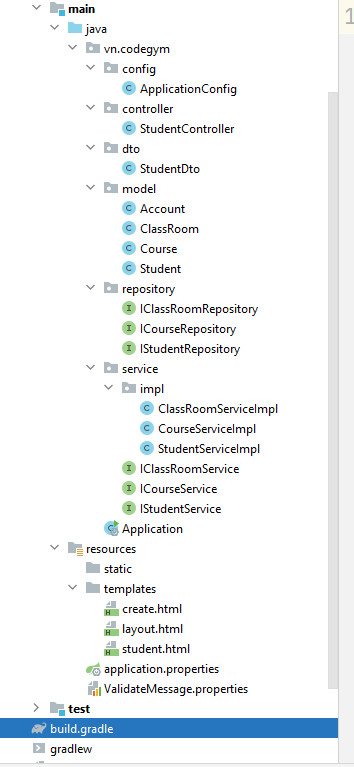 main
java
vn.codegym
config
ApplicationConfig
controller
StudentController
dto
StudentDto
model
Account
ClassRoom
Course
Student
repository
IClassRoomRepository
ICourseRepository
IStudentRepository
service
impl
ClassRoomServiceImpl
CourseServiceImpl
StudentServiceImpl
IClassRoomService
ICourseService
IStudentService
Application
resources
static
templates
create.html
layout.html
student.html
application.properties
ValidateMessage.properties
test
build.gradle
gradlew